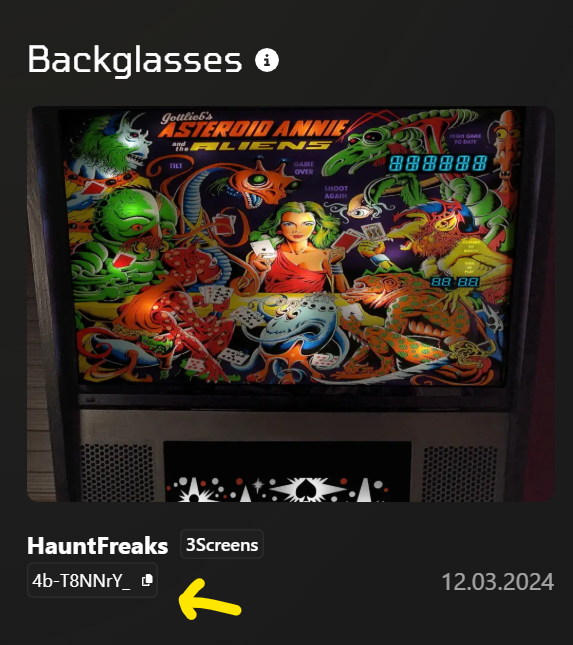 Backglasses
Gottlieb's
ASTEROID ANNIE
and the
ALIENS
HIGH GAME
TO DATE
TILT
GAME
OVER
SHOOT
AGAIN
HauntFreaks
3Screens
4b-T8NNrY_
12.03.2024